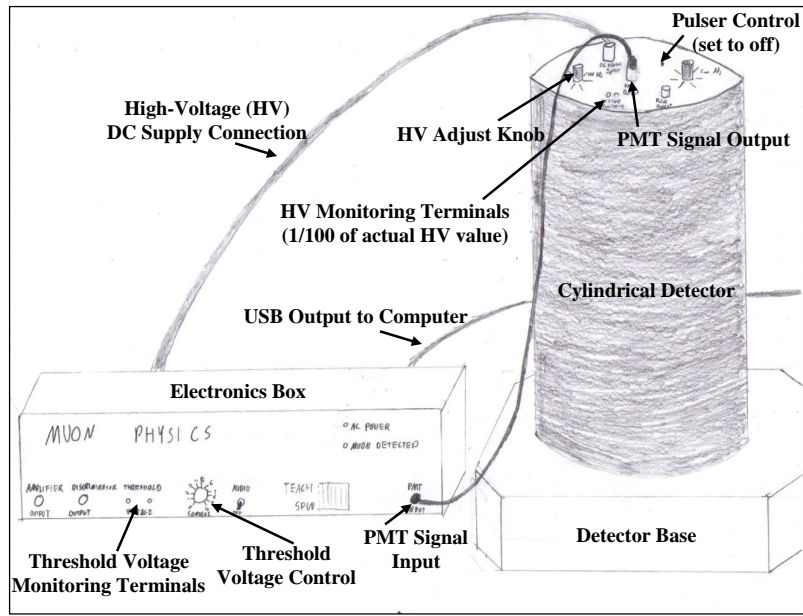 Pulser Control
(set to off)
High-Voltage (HV)
DC Supply Connection
HV Adjust Knob
PMT Signal Output
HV Monitoring Terminals
(1/100 of actual HV value)
Cylindrical Detector
USB Output to Computer
Electronics Box
MUON PHYSICS
AC POWER
MUON DETECTED
AMPLIFIER DISCRIMINATOR THRESHOLD AUDIO TEACH PMT
OUTPUT OUTPUT VOLTAGE CONTROL SPIN INPUT
Threshold Voltage
Monitoring Terminals
Threshold
Voltage Control
PMT Signal
Input
Detector Base